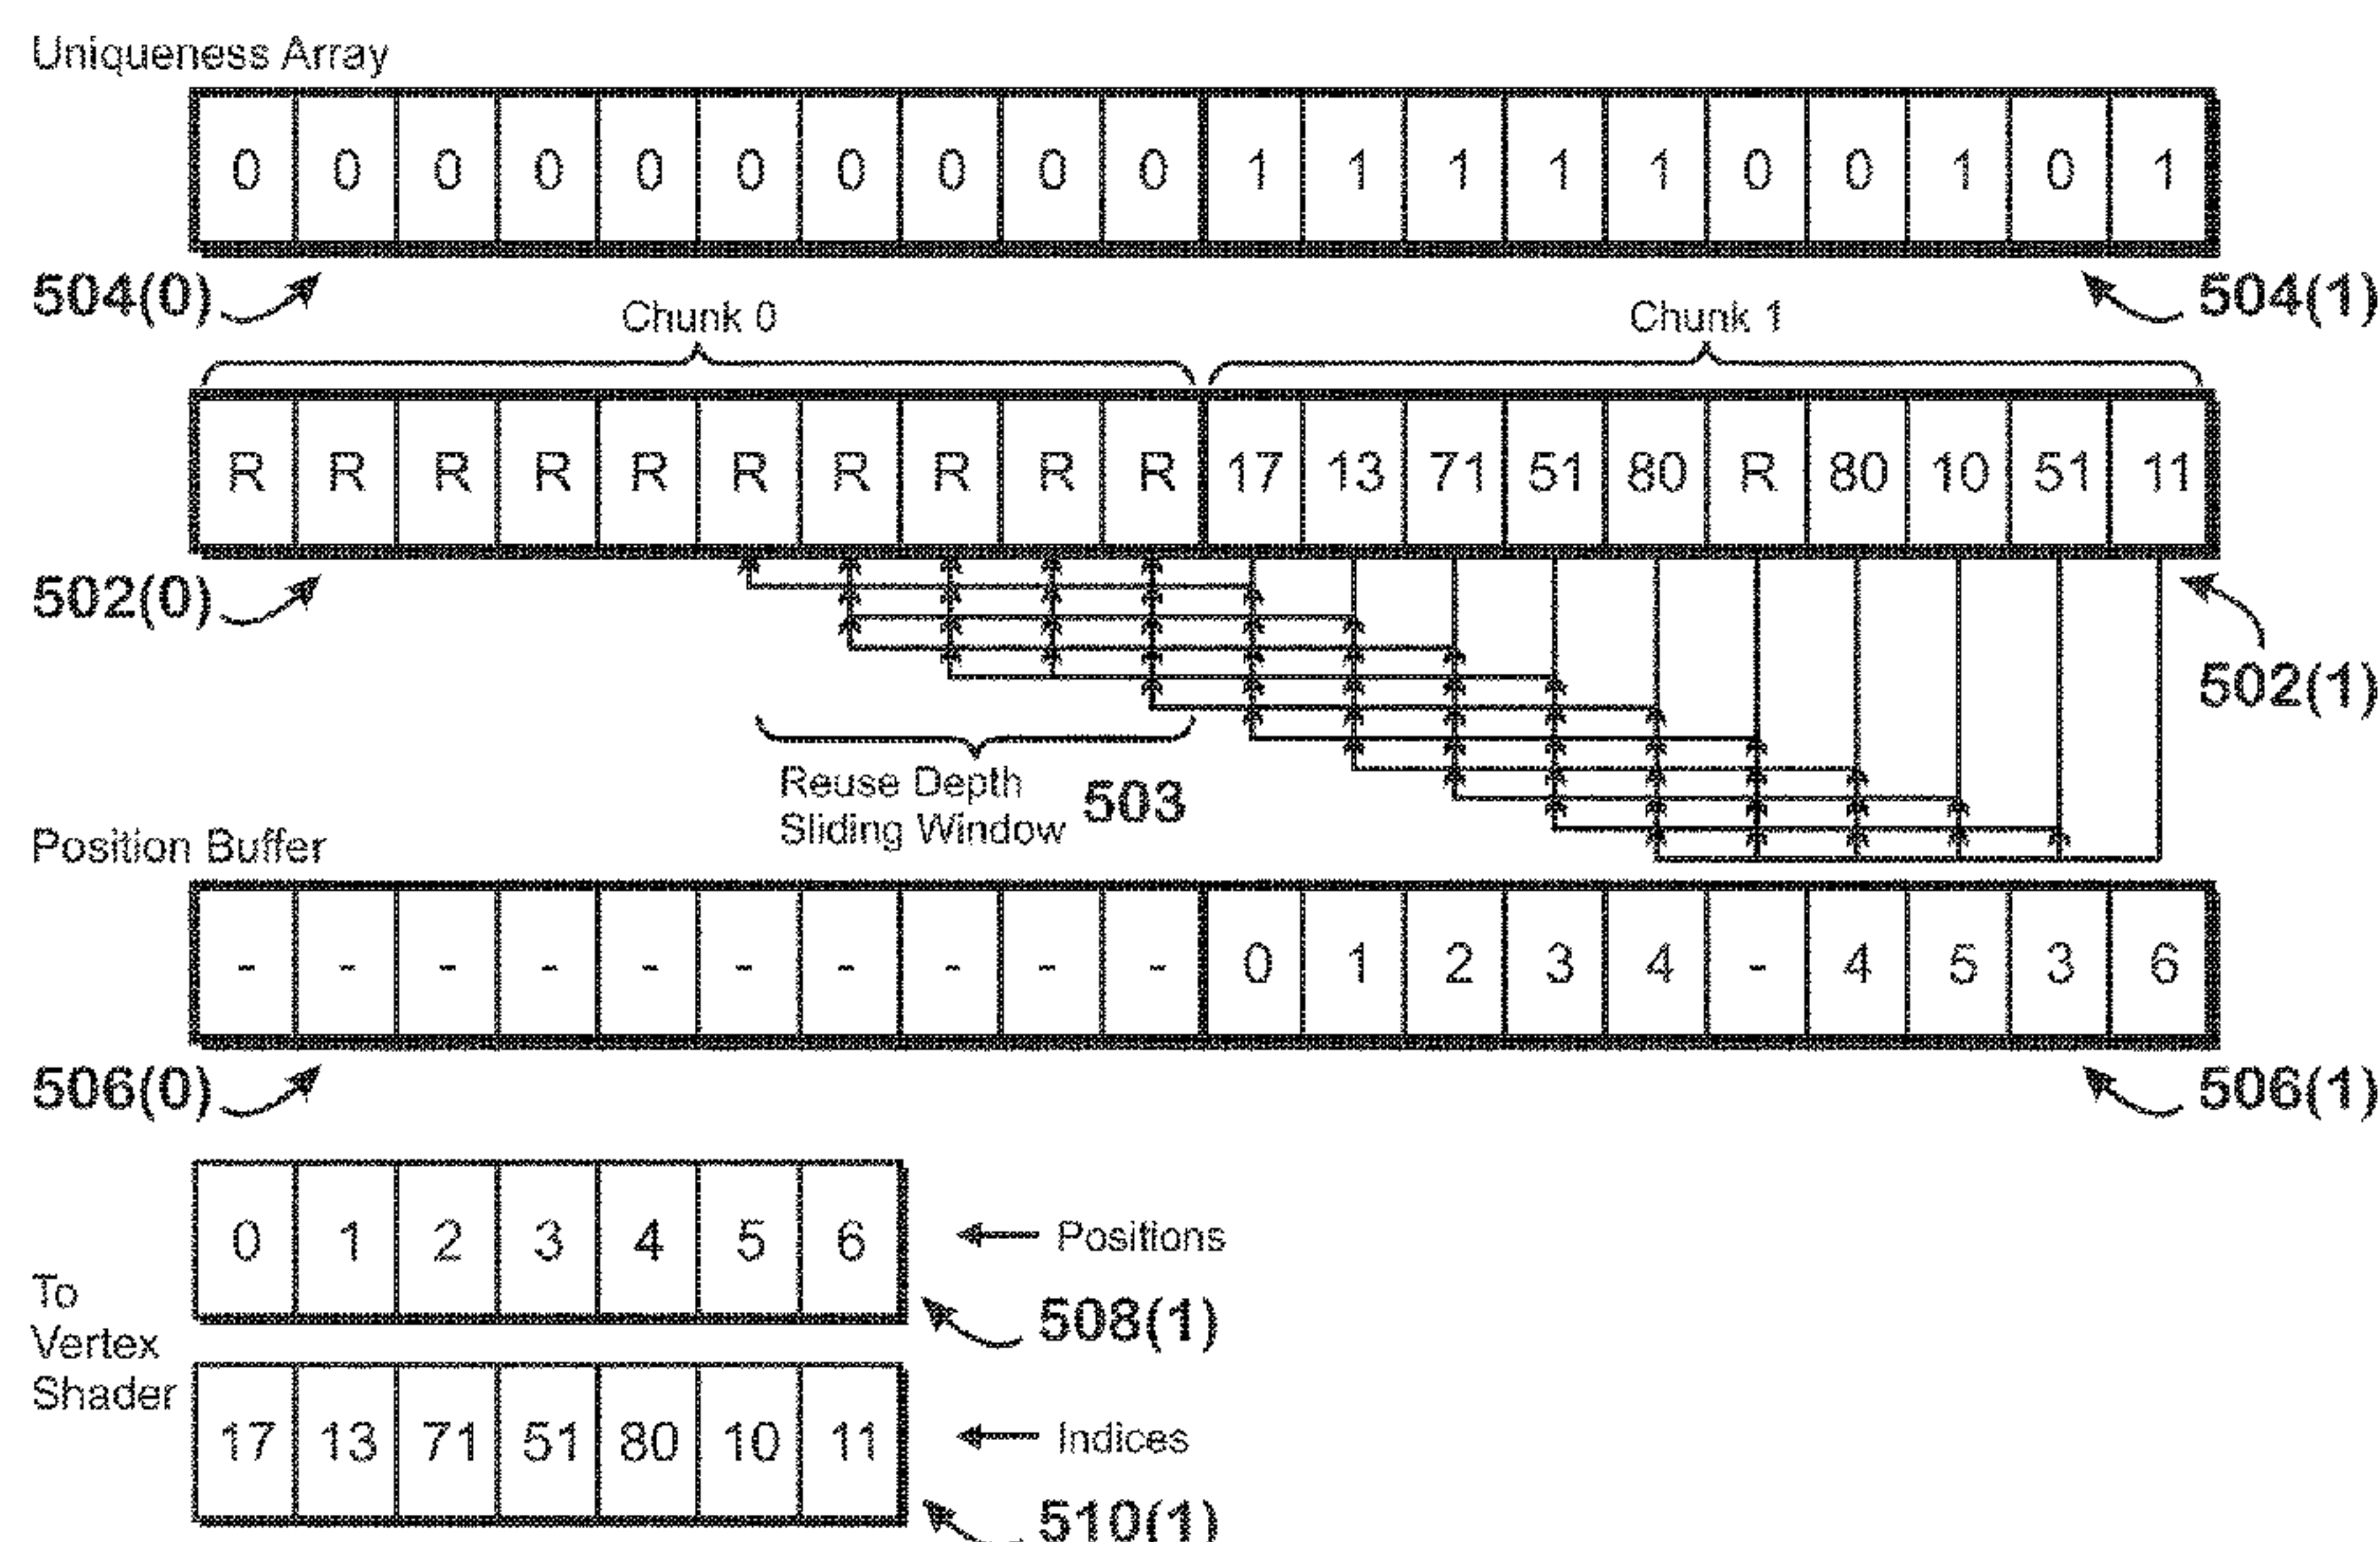 Uniqueness Array
0 0 0 0 0 0 0 0 0 0 1 1 1 1 1 0 0 1 0 1
504(0) 504(1)
Chunk 0 Chunk 1
R R R R R R R R R R 17 13 71 51 80 R 80 10 51 11
502(0)
502(1)
Reuse Depth
Sliding Window 503
Position Buffer
- - - - - - - - - - 0 1 2 3 4 - 4 5 3 6
506(0) 506(1)
0 1 2 3 4 5 6 Positions
508(1)
To
Vertex
Shader
17 13 71 51 80 10 11 Indices
510(1)